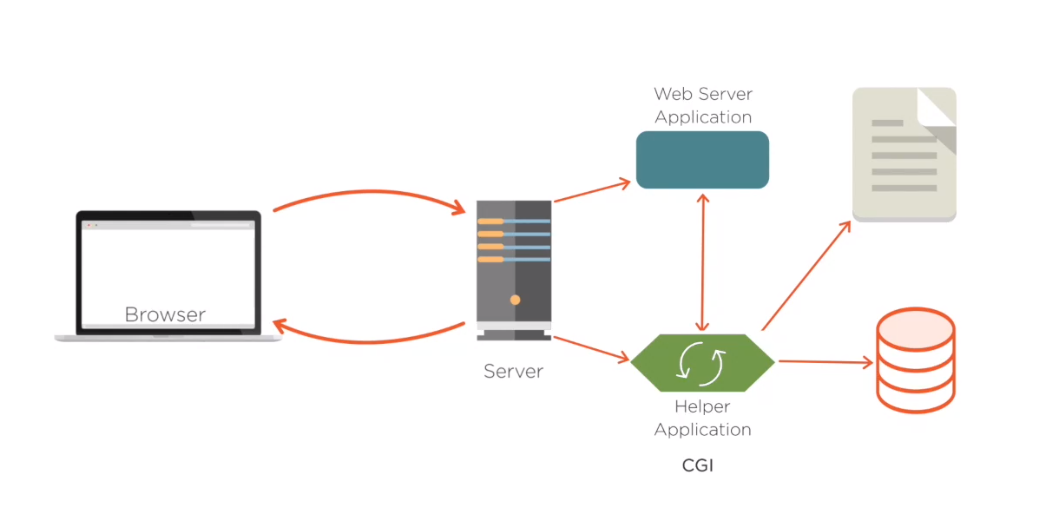 Web Server
Application
Browser
Server
Helper
Application
CGI